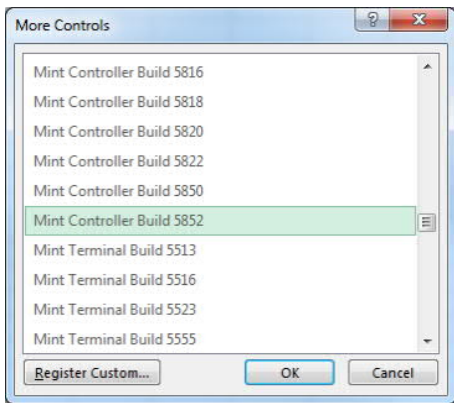 More Controls
Mint Controller Build 5816
Mint Controller Build 5818
Mint Controller Build 5820
Mint Controller Build 5822
Mint Controller Build 5850
Mint Controller Build 5852
Mint Terminal Build 5513
Mint Terminal Build 5516
Mint Terminal Build 5523
Mint Terminal Build 5555
Register Custom... OK Cancel